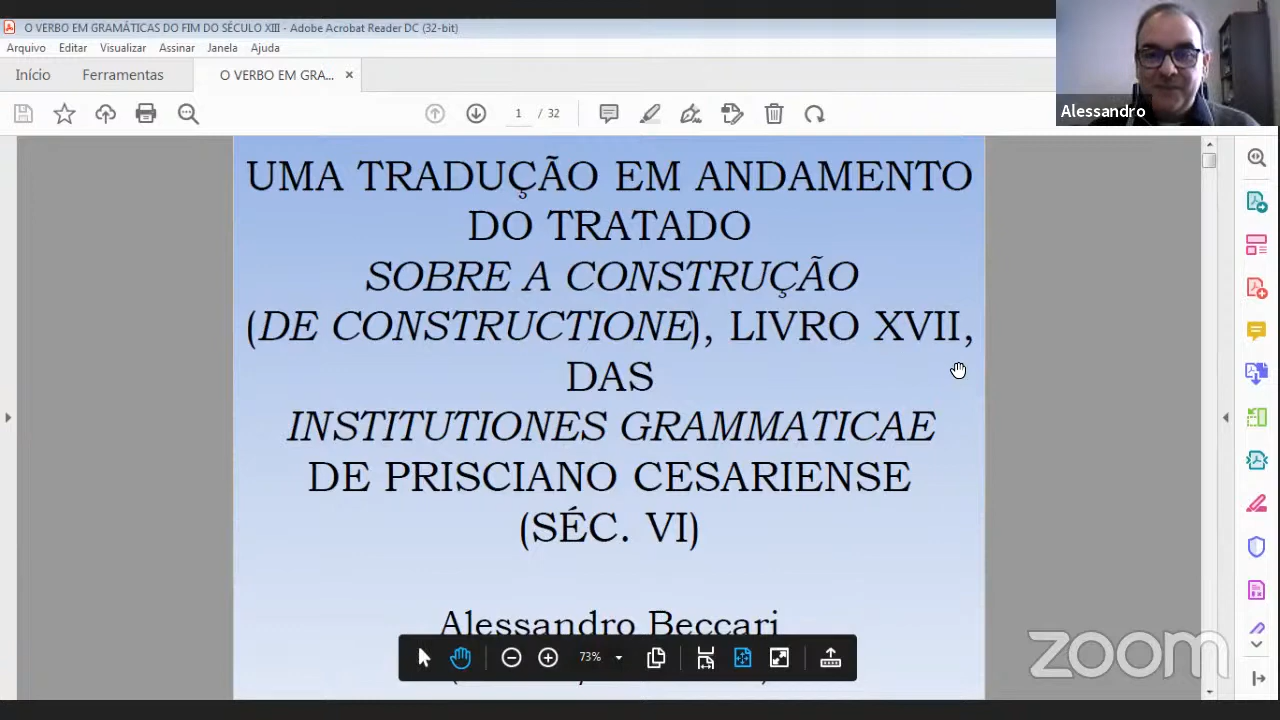 O VERBO EM GRAMÁTICAS DO FIM DO SÉCULO XIII - Adobe Acrobat Reader DC (32-bit)
Arquivo Editar Visualizar Assinar Janela Ajuda
Início Ferramentas O VERBO EM GRA... ×
1 / 32
Alessandro
UMA TRADUÇÃO EM ANDAMENTO
DO TRATADO
SOBRE A CONSTRUÇÃO
(DE CONSTRUCTIONE), LIVRO XVII,
DAS
INSTITUTIONES GRAMMATICAE
DE PRISCIANO CESARIENSE
(SÉC. VI)
Alessandro Beccari
73%
zoom